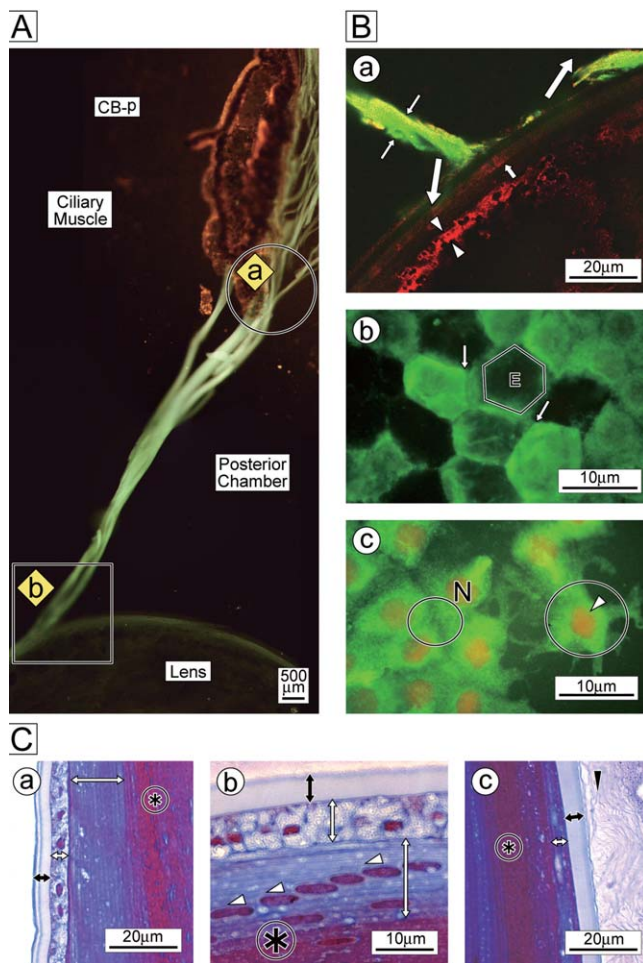 A
CB-p
Ciliary
Muscle
a
Posterior
Chamber
b
Lens
500
μm
B
a
20μm
b
E
10μm
c
N
10μm
C
a
*
20μm
b
*
10μm
c
*
20μm